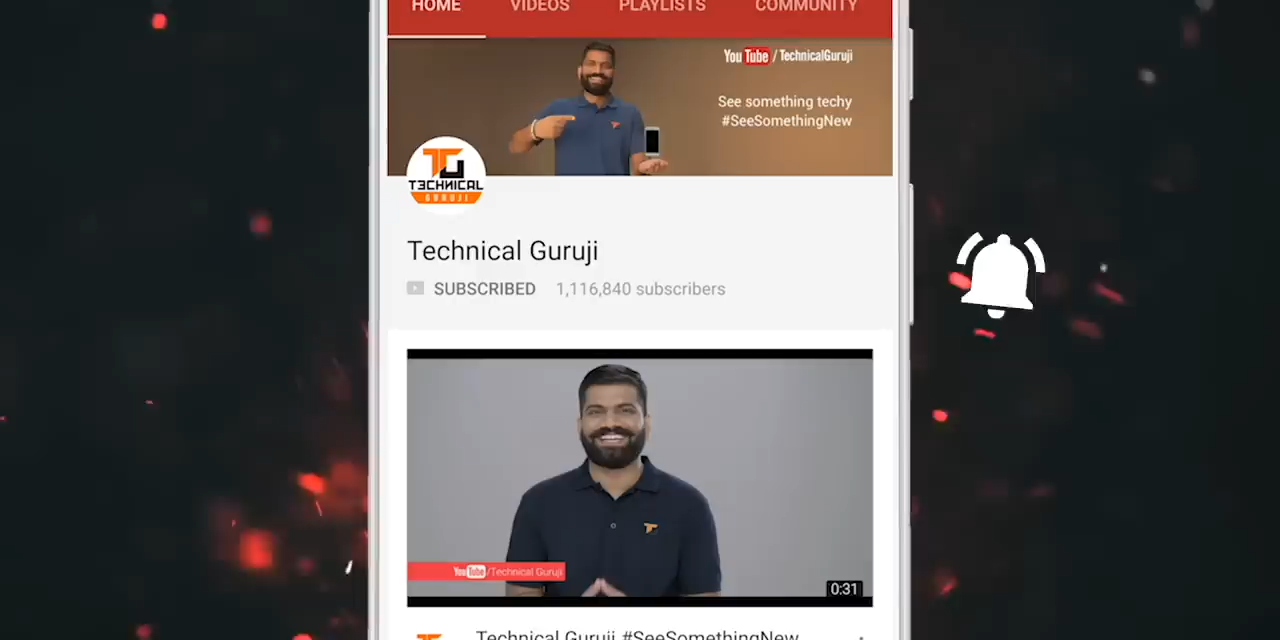 HOME VIDEOS PLAYLISTS COMMUNITY
YouTube / TechnicalGuruji
See something techy
#SeeSomethingNew
TECHNICAL
GURUJI
Technical Guruji
SUBSCRIBED 1,116,840 subscribers
YouTube/Technical Guruji
0:31
Technical Guruji #SeeSomethingNew